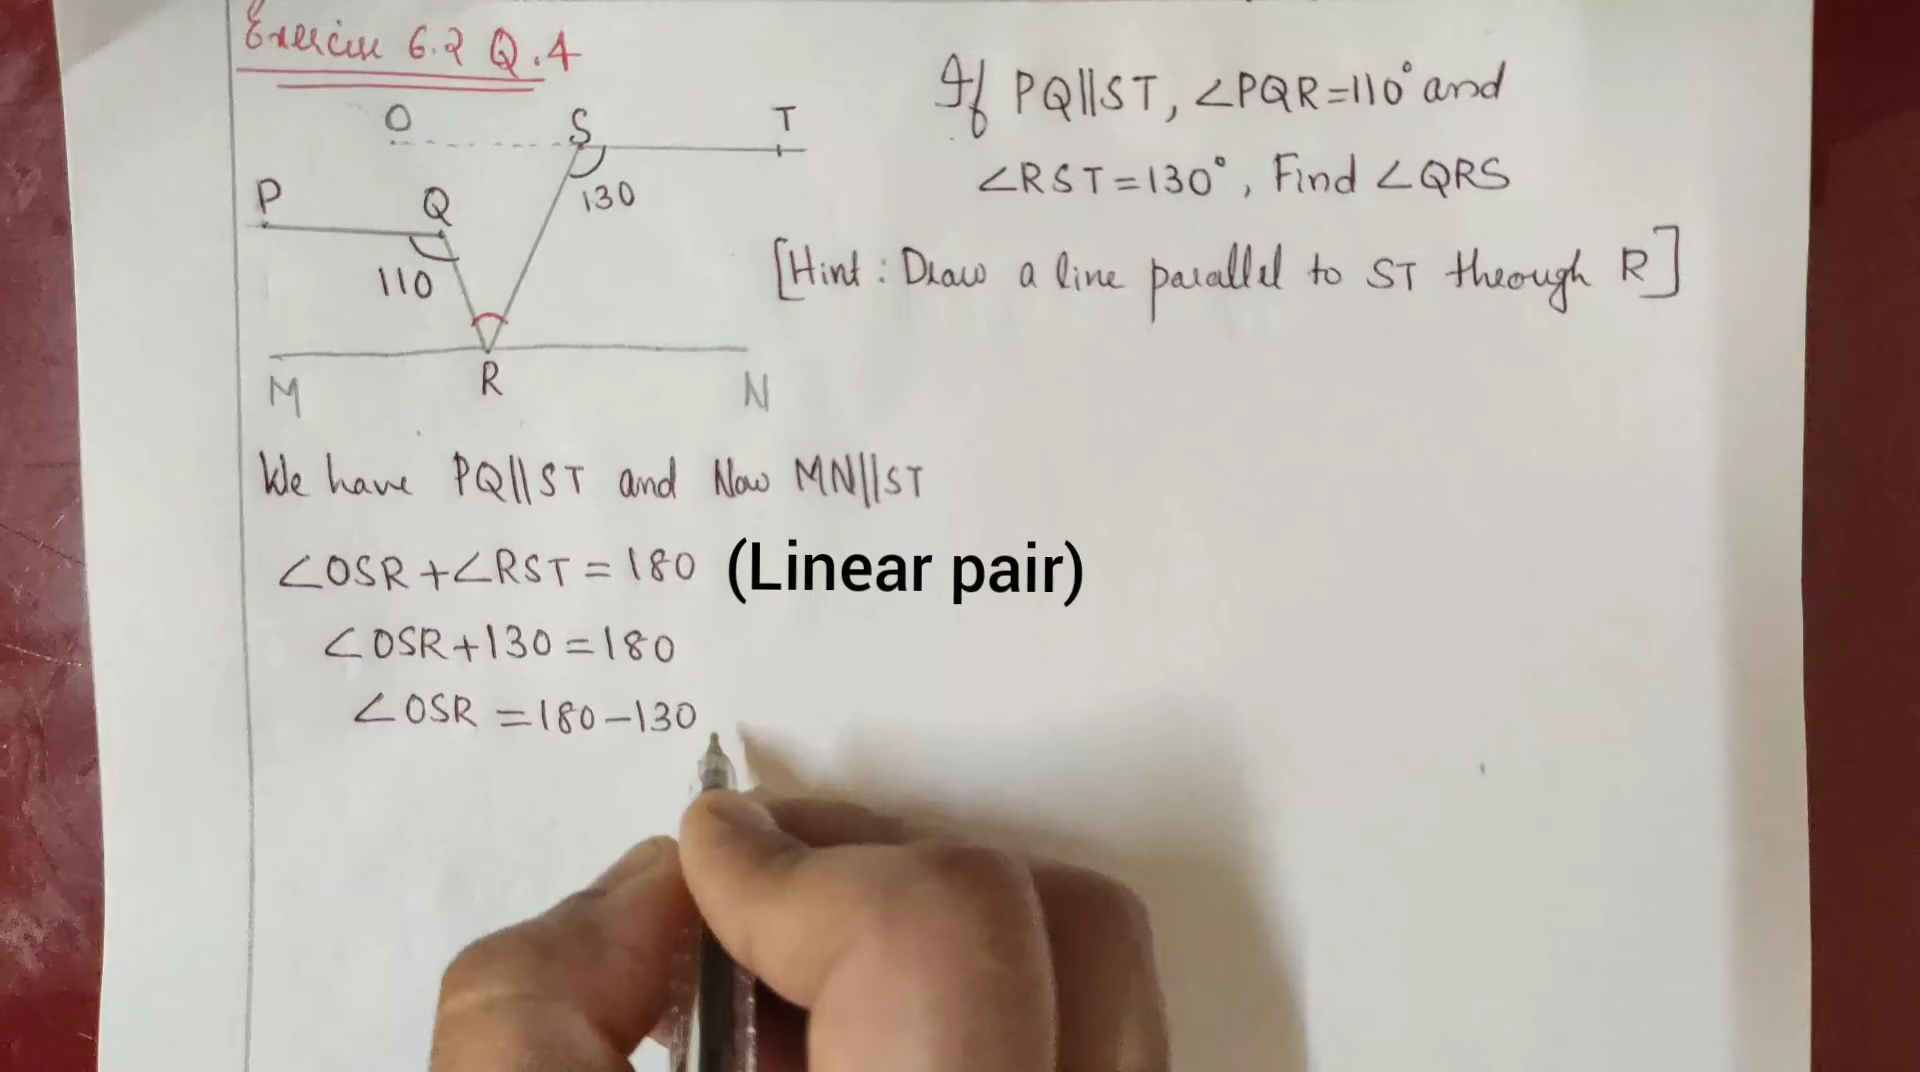 Exercise 6.2 Q.4
If PQ||ST, ∠PQR=110° and
∠RST=130°, Find ∠QRS
[Hint : Draw a line parallel to ST through R]
O S T
P Q 130
110
R
M N
We have PQ||ST and Now MN||ST
∠OSR+∠RST=180 (Linear pair)
∠OSR+130=180
∠OSR =180-130